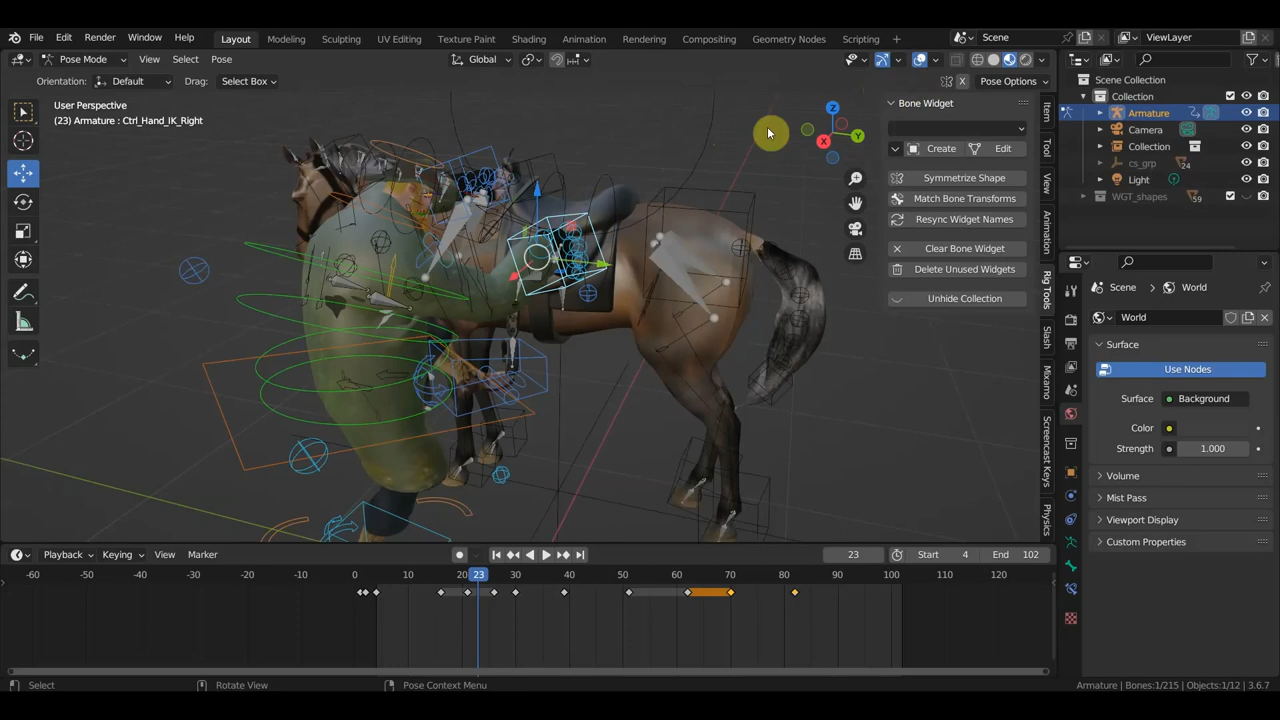 File Edit Render Window Help Layout Modeling Sculpting UV Editing Texture Paint Shading Animation Rendering Compositing Geometry Nodes Scripting + Scene ViewLayer
Pose Mode View Select Pose Global Pose Options
Orientation: Default Drag: Select Box X
User Perspective
(23) Armature : Ctrl_Hand_IK_Right
Z
Y
X
Bone Widget
Create Edit
Symmetrize Shape
Match Bone Transforms
Resync Widget Names
Clear Bone Widget
Delete Unused Widgets
Unhide Collection
Item
Tool
View
Animation
Rig Tools
Slash
Mixamo
Screencast Keys
Physics
Scene Collection
Collection
Armature
Camera
Collection
cs_grp 24
Light
WGT_shapes 59
Scene > World
World
Surface
Use Nodes
Surface Background
Color
Strength 1.000
Volume
Mist Pass
Viewport Display
Custom Properties
Playback Keying View Marker 23 Start 4 End 102
-60 -50 -40 -30 -20 -10 0 10 20 23 30 40 50 60 70 80 90 100 110 120
Select Rotate View Pose Context Menu Armature | Bones:1/215 | Objects:1/12 | 3.6.7